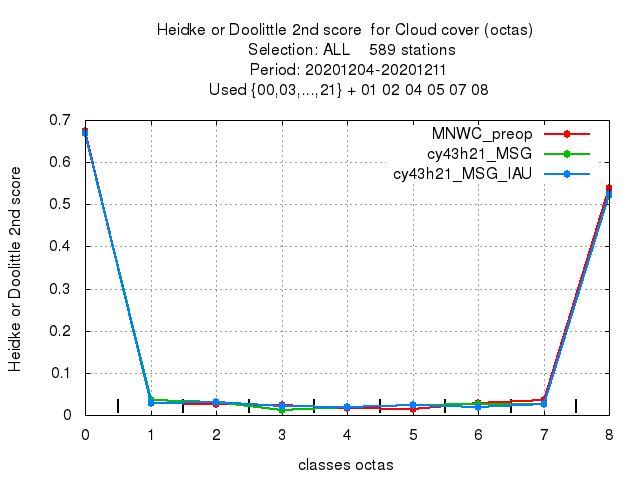 Heidke or Doolittle 2nd score  for Cloud cover (octas)
Selection: ALL    589 stations
Period: 20201204-20201211
Used {00,03,...,21} + 01 02 04 05 07 08
MNWC_preop
cy43h21_MSG
cy43h21_MSG_IAU
Heidke or Doolittle 2nd score
0.7
0.6
0.5
0.4
0.3
0.2
0.1
0
0 1 2 3 4 5 6 7 8
classes octas